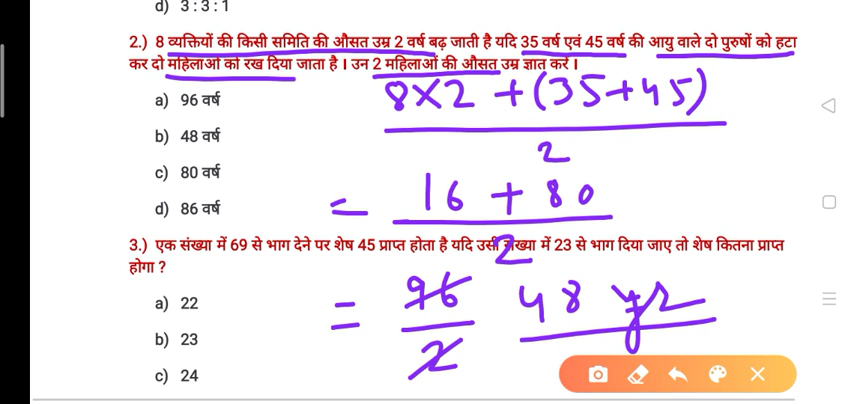 d) 3:3:1
2.) 8 व्यक्तियों की किसी समिति की औसत उम्र 2 वर्ष बढ़ जाती है यदि 35 वर्ष एवं 45 वर्ष की आयु वाले दो पुरुषों को हटा
कर दो महिलाओं को रख दिया जाता है । उन 2 महिलाओं की औसत उम्र ज्ञात करें ।
8×2 + (35+45)
a) 96 वर्ष
b) 48 वर्ष
2
c) 80 वर्ष
= 16 + 80
d) 86 वर्ष
2
3.) एक संख्या में 69 से भाग देने पर शेष 45 प्राप्त होता है यदि उसी संख्या में 23 से भाग दिया जाए तो शेष कितना प्राप्त
होगा ?
a) 22
= 96 48 yr
b) 23
2
c) 24